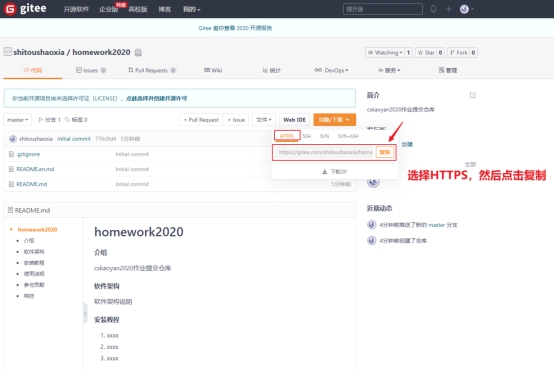 gitee
开源软件 企业版 特惠 高校版 博客 我的
搜开源
Gitee 邀你查看 2020 开源报告
shitoushaoxia / homework2020
Watching 1 Star 0 Fork 0
代码 Issues 0 Pull Requests 0 Wiki 统计 DevOps 服务 管理
你当前开源项目尚未选择许可证（LICENSE），点此选择并创建开源许可
简介
cskaoyan2020作业提交仓库
master 分支 1 标签 0
+ Pull Request + Issue 文件 Web IDE 克隆/下载
HTTPS SSH SVN SVN+SSH
https://gitee.com/shitoushaoxia/home 复制
下载ZIP
创建
全部
shitoushaoxia Initial commit 5分钟前
.gitignore Initial commit
README.en.md Initial commit
README.md Initial commit 5分钟前
选择HTTPS，然后点击复制
近期动态
4分钟前推送了新的 master 分支
4分钟前创建了仓库
README.md
homework2020
介绍
软件架构
安装教程
使用说明
参与贡献
特技
homework2020
介绍
cskaoyan2020作业提交仓库
软件架构
软件架构说明
安装教程
1. xxxx
2. xxxx
3. xxxx